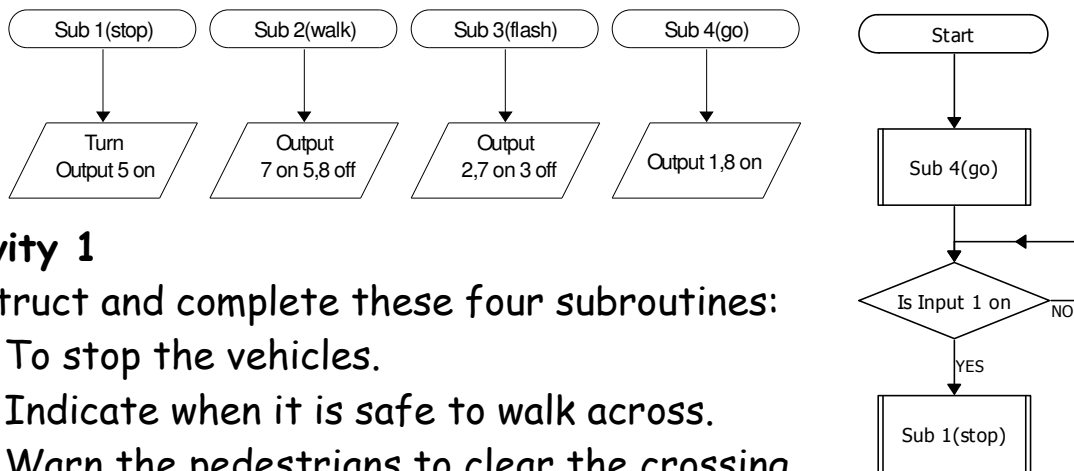 Sub 1(stop)
Sub 2(walk)
Sub 3(flash)
Sub 4(go)
Turn
Output 5 on
Output
7 on 5,8 off
Output
2,7 on 3 off
Output 1,8 on
vity 1
truct and complete these four subroutines:
To stop the vehicles.
Indicate when it is safe to walk across.
Warn the pedestrians to clear the crossing
Start
Sub 4(go)
Is Input 1 on
NO
YES
Sub 1(stop)